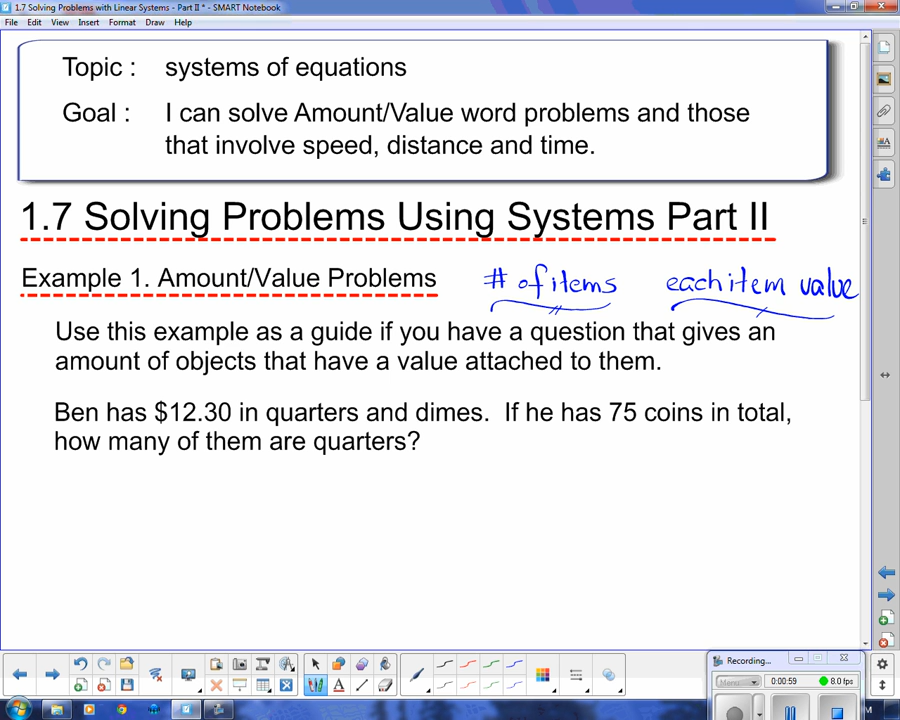 1.7 Solving Problems with Linear Systems - Part II * - SMART Notebook
File Edit View Insert Format Draw Help
Topic : systems of equations
Goal : I can solve Amount/Value word problems and those
that involve speed, distance and time.
1.7 Solving Problems Using Systems Part II
Example 1. Amount/Value Problems # of items each item value
Use this example as a guide if you have a question that gives an
amount of objects that have a value attached to them.
Ben has $12.30 in quarters and dimes. If he has 75 coins in total,
how many of them are quarters?
Recording...
Menu 0:00:59 8.0 fps